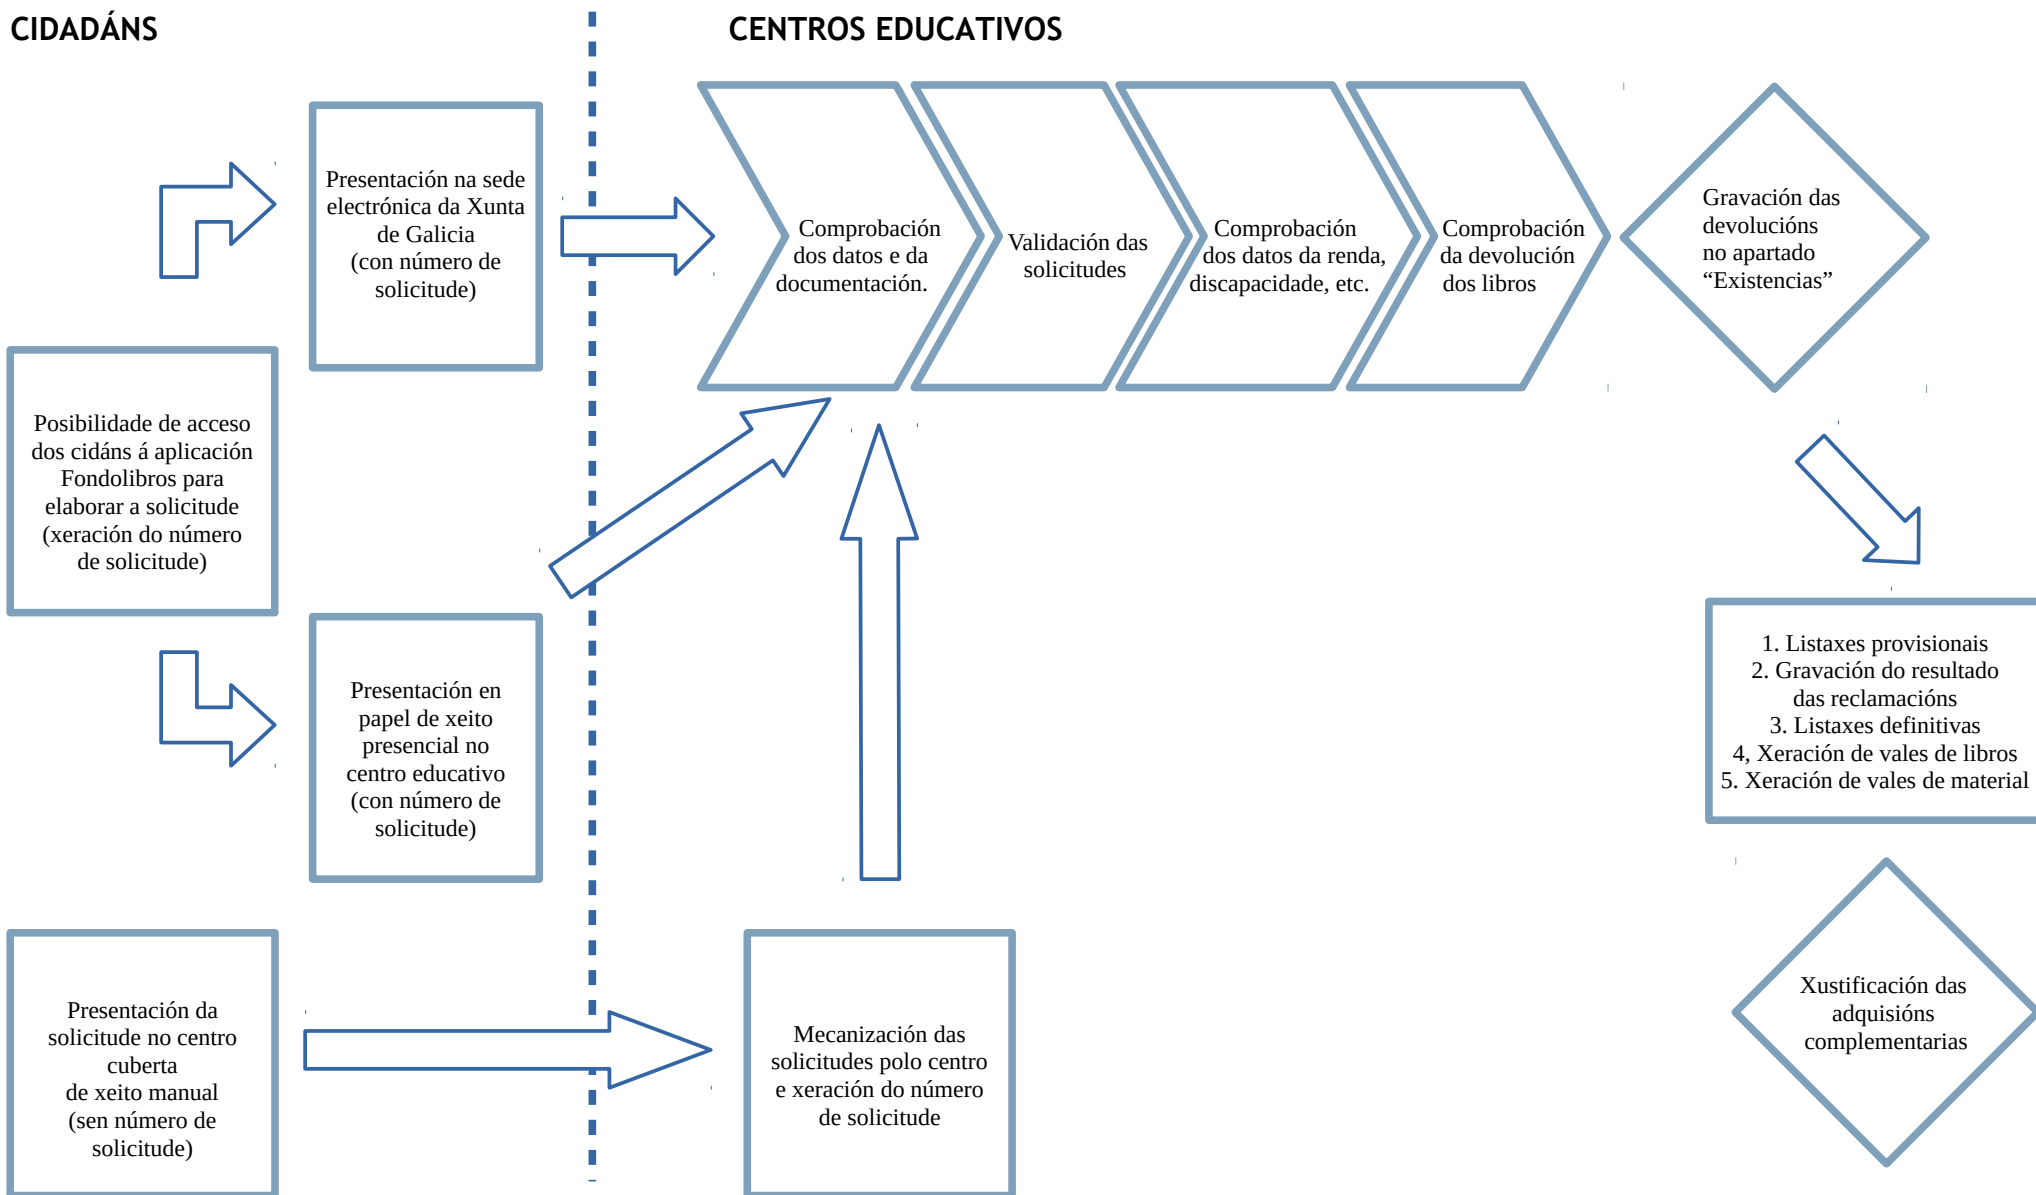 CIDADÁNS
CENTROS EDUCATIVOS
Presentación na sede
electrónica da Xunta
de Galicia
(con número de
solicitude)
Comprobación
dos datos e da
documentación.
Validación das
solicitudes
Comprobación
dos datos da renda,
discapacidade, etc.
Comprobación
da devolución
dos libros
Gravación das
devolucións
no apartado
“Existencias”
Posibilidade de acceso
dos cidáns á aplicación
Fondolibros para
elaborar a solicitude
(xeración do número
de solicitude)
Presentación en
papel de xeito
presencial no
centro educativo
(con número de
solicitude)
1. Listaxes provisionais
2. Gravación do resultado
das reclamacións
3. Listaxes definitivas
4, Xeración de vales de libros
5. Xeración de vales de material
Presentación da
solicitude no centro
cuberta
de xeito manual
(sen número de
solicitude)
Mecanización das
solicitudes polo centro
e xeración do número
de solicitude
Xustificación das
adquisións
complementarias